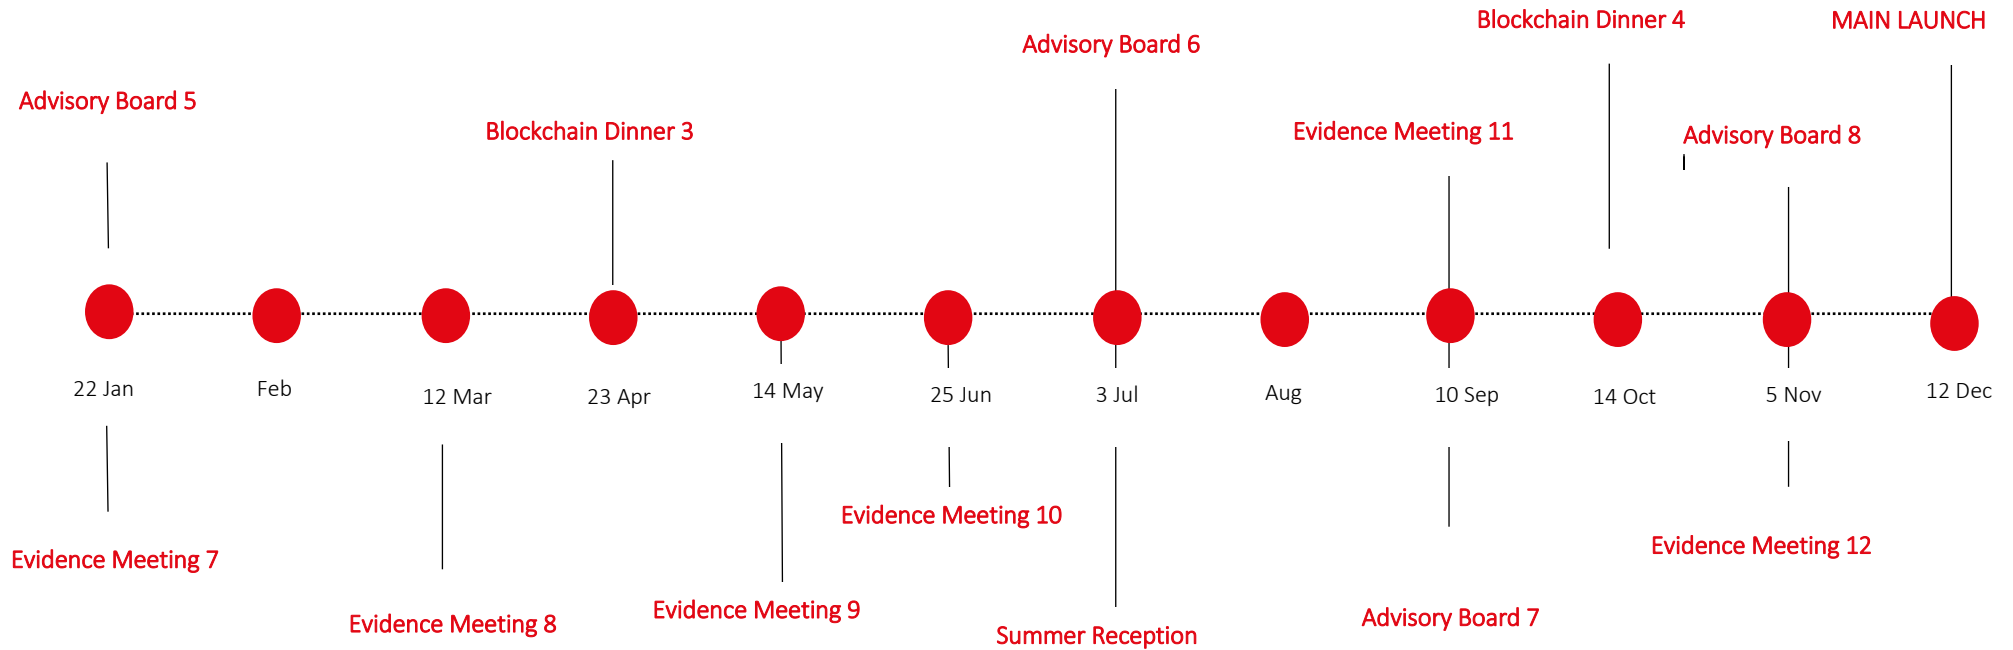 Blockchain Dinner 4
MAIN LAUNCH
Advisory Board 6
Advisory Board 5
Blockchain Dinner 3
Evidence Meeting 11
Advisory Board 8
22 Jan
Feb
12 Mar
23 Apr
14 May
25 Jun
3 Jul
Aug
10 Sep
14 Oct
5 Nov
12 Dec
Evidence Meeting 7
Evidence Meeting 8
Evidence Meeting 9
Evidence Meeting 10
Summer Reception
Advisory Board 7
Evidence Meeting 12